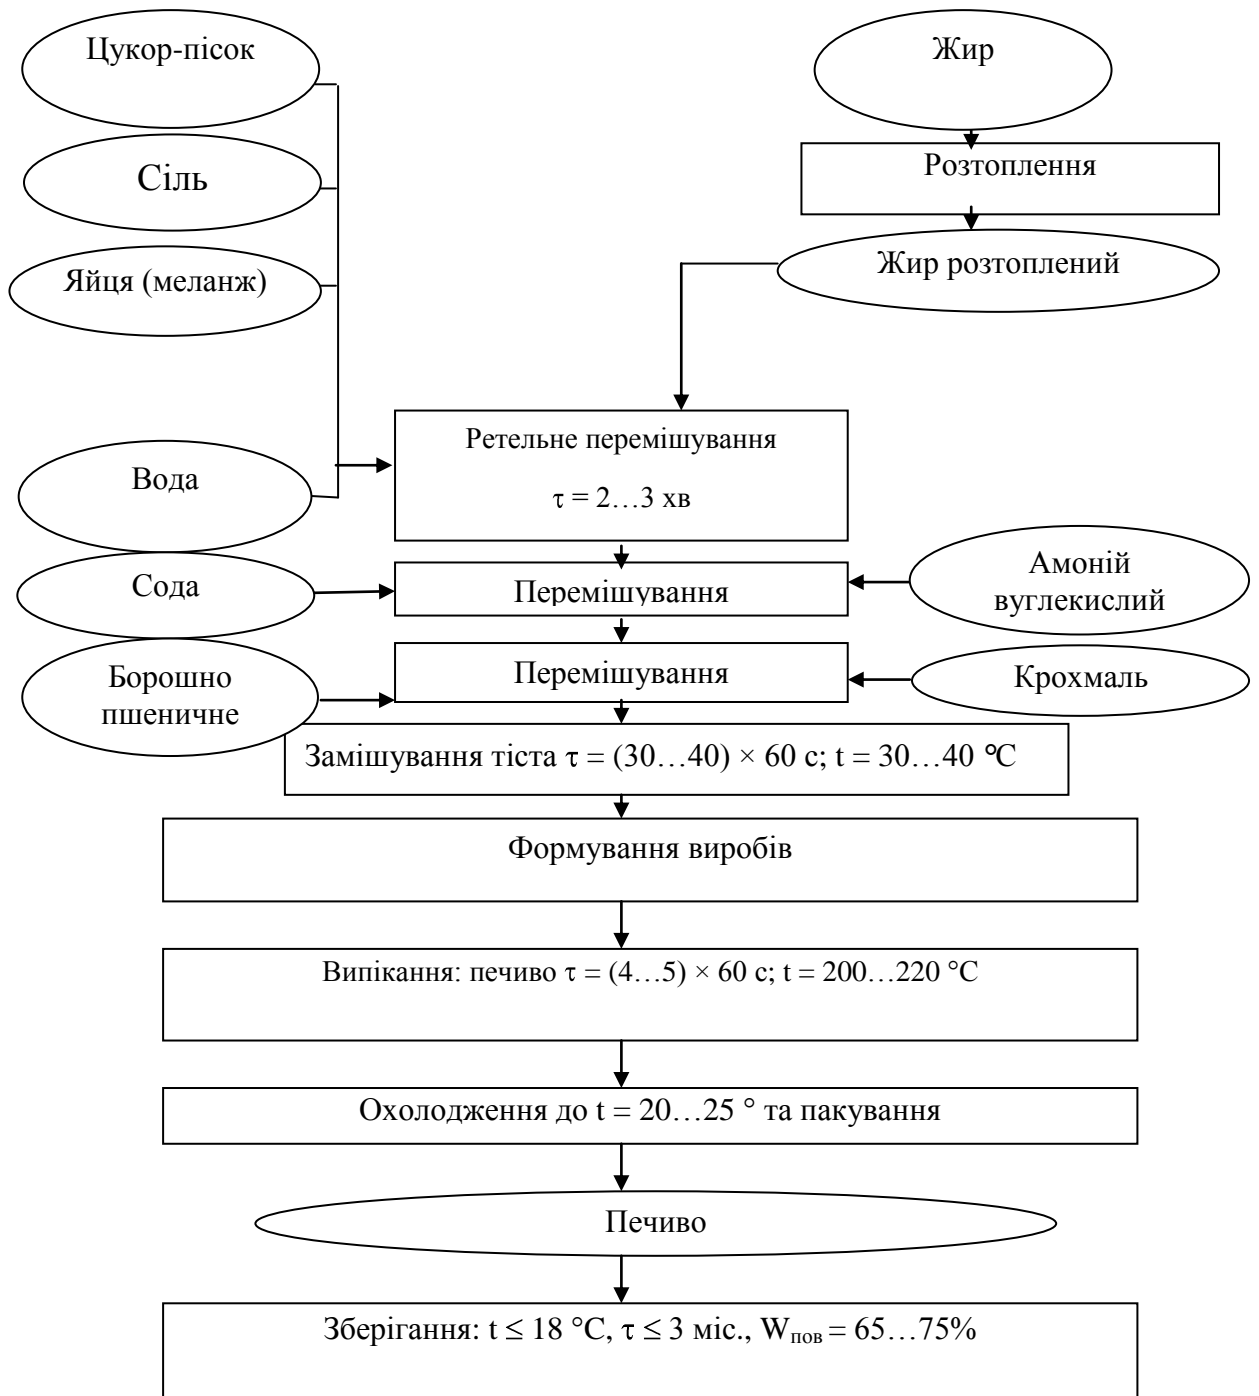 Цукор-пісок
Жир
Сіль
Розтоплення
Яйця (меланж)
Жир розтоплений
Ретельне перемішування
τ = 2…3 хв
Вода
Сода
Перемішування
Амоній
вуглекислий
Борошно
пшеничне
Перемішування
Крохмаль
Замішування тіста τ = (30…40) × 60 с; t = 30…40 ℃
Формування виробів
Випікання: печиво τ = (4…5) × 60 с; t = 200…220 °С
Охолодження до t = 20…25 ° та пакування
Печиво
Зберігання: t ≤ 18 °С, τ ≤ 3 міс., Wпов = 65…75%